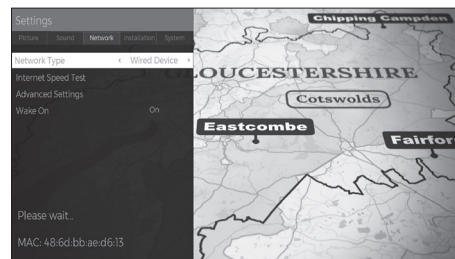 Settings
Picture Sound Network Installation System
Network Type ‹ Wired Device ›
Internet Speed Test
Advanced Settings
Wake On On
Please wait...
MAC: 48:6d:bb:ae:d6:13
Chipping Campden
LOUCESTERSHIRE
Cotswolds
Eastcombe
Fairfor